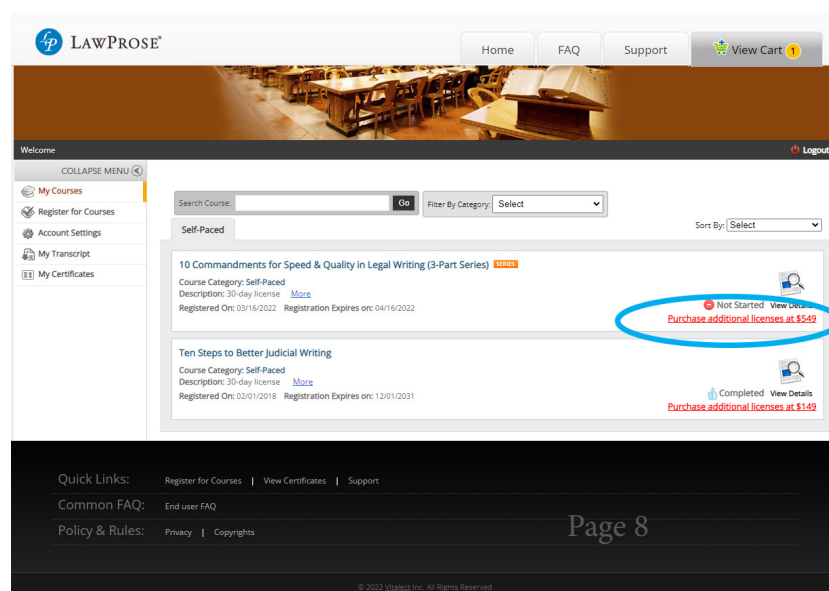 LAWPROSE®
Home FAQ Support View Cart 1
Welcome Logout
COLLAPSE MENU
My Courses
Register for Courses
Account Settings
My Transcript
My Certificates
Search Course: Go Filter By Category: Select
Self-Paced Sort By: Select
10 Commandments for Speed & Quality in Legal Writing (3-Part Series) SERIES
Course Category: Self-Paced
Description: 30-day license More
Registered On: 03/16/2022 Registration Expires on: 04/16/2022
Not Started View Details
Purchase additional licenses at $549
Ten Steps to Better Judicial Writing
Course Category: Self-Paced
Description: 30-day license More
Registered On: 02/01/2018 Registration Expires on: 12/01/2031
Completed View Details
Purchase additional licenses at $149
Quick Links: Register for Courses | View Certificates | Support
Common FAQ: End user FAQ
Policy & Rules: Privacy | Copyrights
Page 8
© 2022 Vitalect Inc. All Rights Reserved